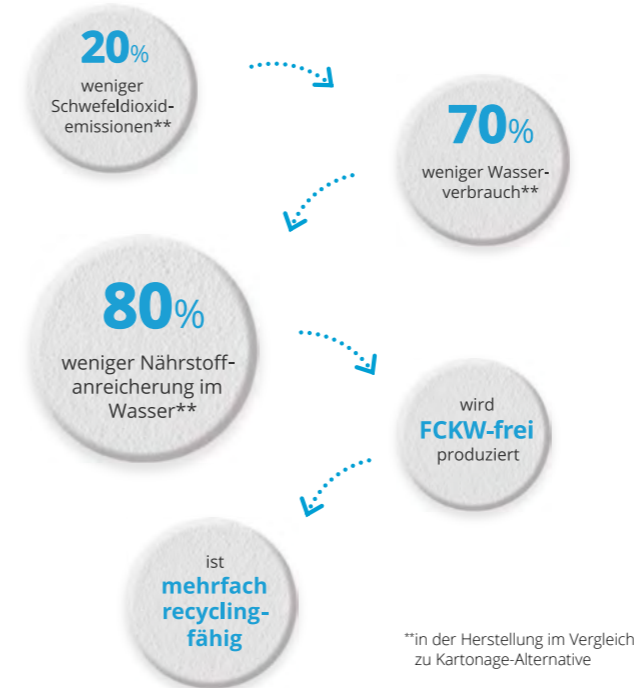 20%
weniger
Schwefeldioxid-
emissionen**
70%
weniger Wasser-
verbrauch**
80%
weniger Nährstoff-
anreicherung im
Wasser**
wird
FCKW-frei
produziert
ist
mehrfach
recycling-
fähig
**in der Herstellung im Vergleich
zu Kartonage-Alternative